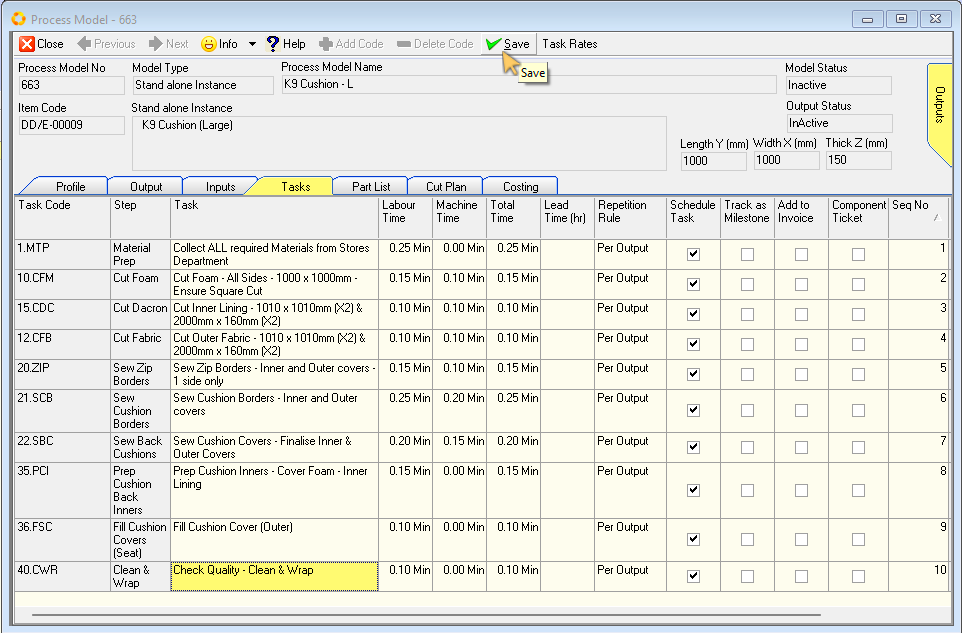 Process Model - 663
Close Previous Next Info Help Add Code Delete Code Save Task Rates
Save
Process Model No Model Type Process Model Name Model Status
663 Stand alone Instance K9 Cushion - L Inactive
Item Code Stand alone Instance Output Status
DD/E-00009 K9 Cushion (Large) InActive
Outputs
Length Y (mm) Width X (mm) Thick Z (mm)
1000 1000 150
Profile Output Inputs Tasks Part List Cut Plan Costing
Task Code Step Task Labour Machine Total Lead Repetition Schedule Track as Add to Component Seq No
Time Time Time Time (hr) Rule Task Milestone Invoice Ticket
1.MTP Material Collect ALL required Materials from Stores 0.25 Min 0.00 Min 0.25 Min Per Output 1
Prep Department
10.CFM Cut Foam Cut Foam - All Sides - 1000 x 1000mm - 0.15 Min 0.10 Min 0.15 Min Per Output 2
Ensure Square Cut
15.CDC Cut Dacron Cut Inner Lining - 1010 x 1010mm (X2) & 0.10 Min 0.10 Min 0.10 Min Per Output 3
2000mm x 160mm (X2)
12.CFB Cut Fabric Cut Outer Fabric - 1010 x 1010mm (X2) & 0.10 Min 0.10 Min 0.10 Min Per Output 4
2000mm x 160mm (X2)
20.ZIP Sew Zip Sew Zip Borders - Inner and Outer covers - 0.15 Min 0.10 Min 0.15 Min Per Output 5
Borders 1 side only
21.SCB Sew Sew Cushion Borders - Inner and Outer 0.25 Min 0.20 Min 0.25 Min Per Output 6
Cushion covers
Borders
22.SBC Sew Back Sew Cushion Covers - Finalise Inner & 0.20 Min 0.15 Min 0.20 Min Per Output 7
Cushions Outer Covers
35.PCI Prep Prep Cushion Inners - Cover Foam - Inner 0.15 Min 0.00 Min 0.15 Min Per Output 8
Cushion Lining
Back
Inners
36.FSC Fill Cushion Fill Cushion Cover (Outer) 0.10 Min 0.00 Min 0.10 Min Per Output 9
Covers
(Seat)
40.CWR Clean & Check Quality - Clean & Wrap 0.10 Min 0.00 Min 0.10 Min Per Output 10
Wrap